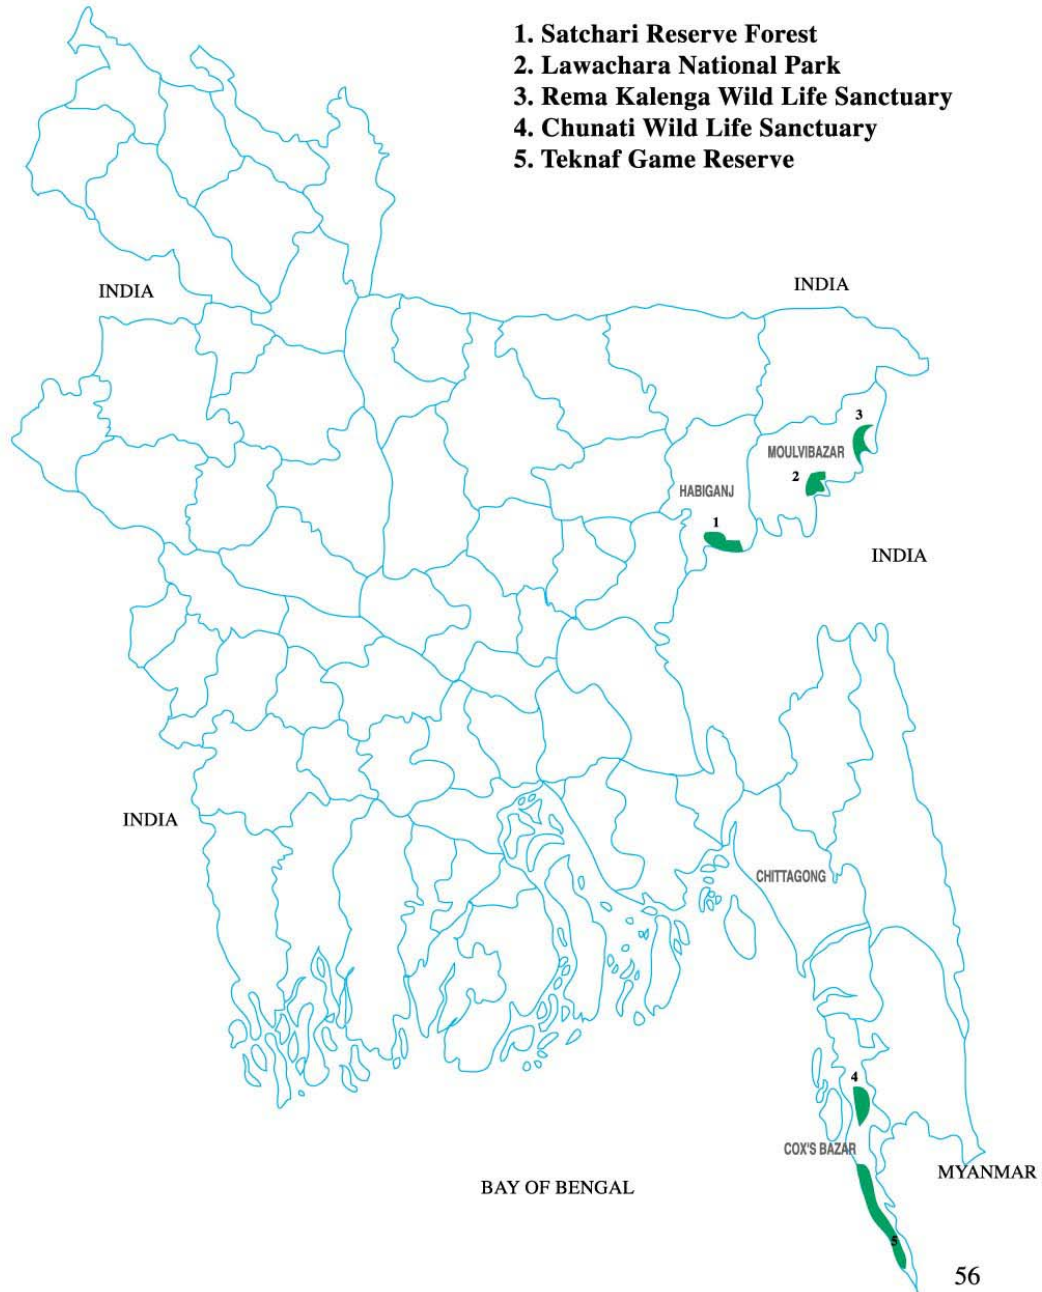 1. Satchari Reserve Forest
2. Lawachara National Park
3. Rema Kalenga Wild Life Sanctuary
4. Chunati Wild Life Sanctuary
5. Teknaf Game Reserve
INDIA
INDIA
3
MOULVIBAZAR
2
HABIGANJ
1
INDIA
INDIA
CHITTAGONG
4
COX'S BAZAR
MYANMAR
BAY OF BENGAL
5
56